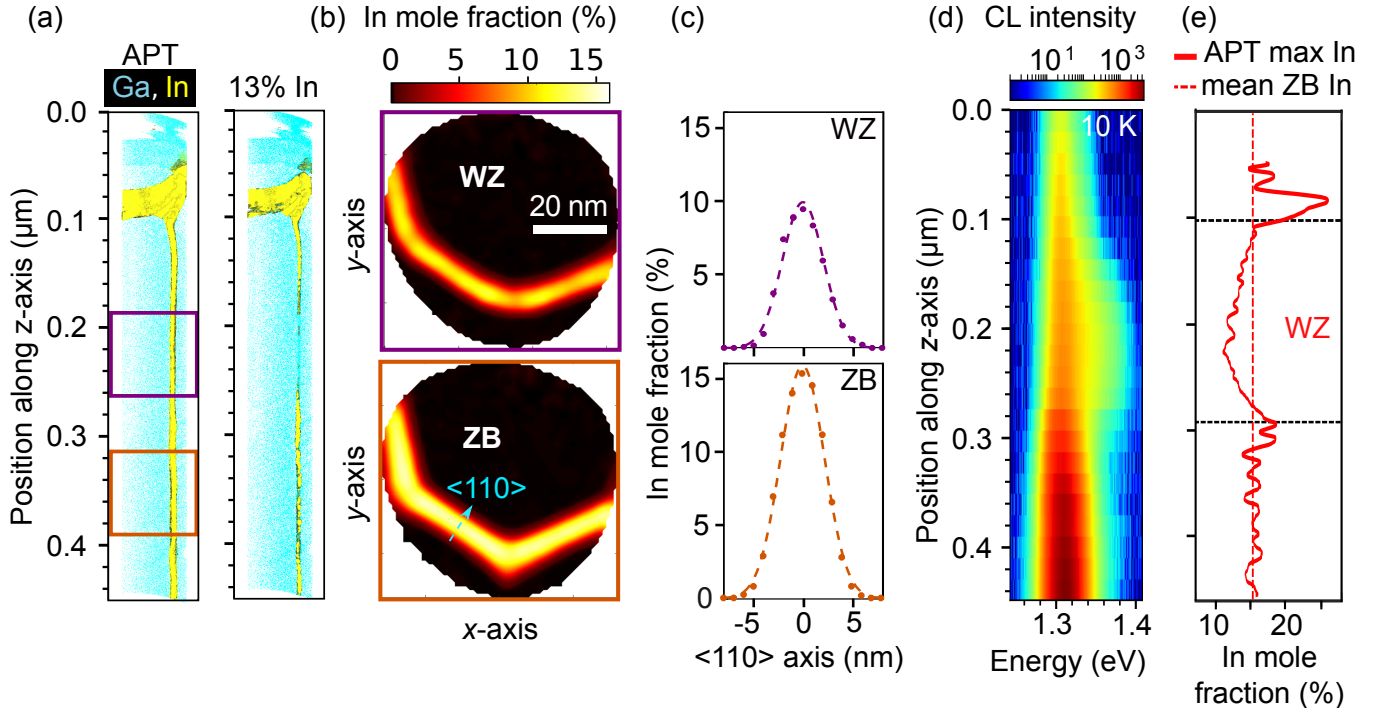 (a)
APT
Ga, In
13% In
Position along z-axis (µm)
0.0
0.1
0.2
0.3
0.4
(b) In mole fraction (%)
0 5 10 15
WZ
20 nm
y-axis
ZB
<110>
y-axis
x-axis
(c)
WZ
15
10
5
In mole fraction (%)
ZB
15
10
5
0
-5 0 5
<110> axis (nm)
(d) CL intensity
10¹ 10³
10 K
Position along z-axis (µm)
0.0
0.1
0.2
0.3
0.4
1.3 1.4
Energy (eV)
(e)
APT max In
mean ZB In
WZ
10 20
In mole
fraction (%)